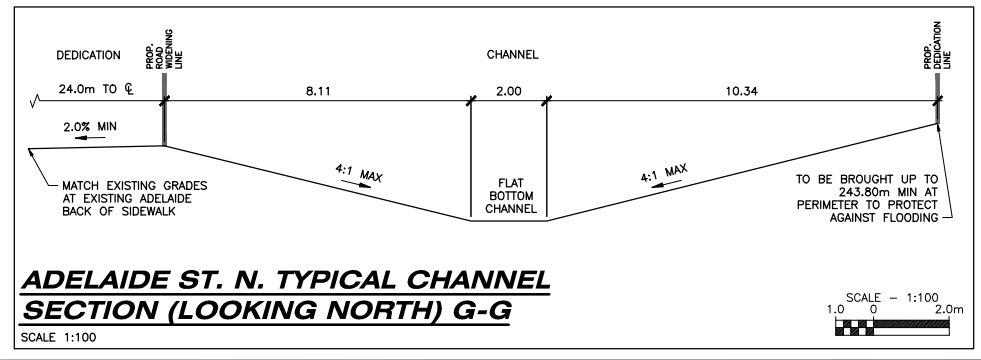 DEDICATION
PROP.
ROAD
WIDENING
LINE
CHANNEL
PROP.
DEDICATION
LINE
24.0m TO ℄
8.11
2.00
10.34
2.0% MIN
MATCH EXISTING GRADES
AT EXISTING ADELAIDE
BACK OF SIDEWALK
4:1 MAX
FLAT
BOTTOM
CHANNEL
4:1 MAX
TO BE BROUGHT UP TO
243.80m MIN AT
PERIMETER TO PROTECT
AGAINST FLOODING
ADELAIDE ST. N. TYPICAL CHANNEL
SECTION (LOOKING NORTH) G-G
SCALE 1:100
SCALE - 1:100
1.0 0 2.0m